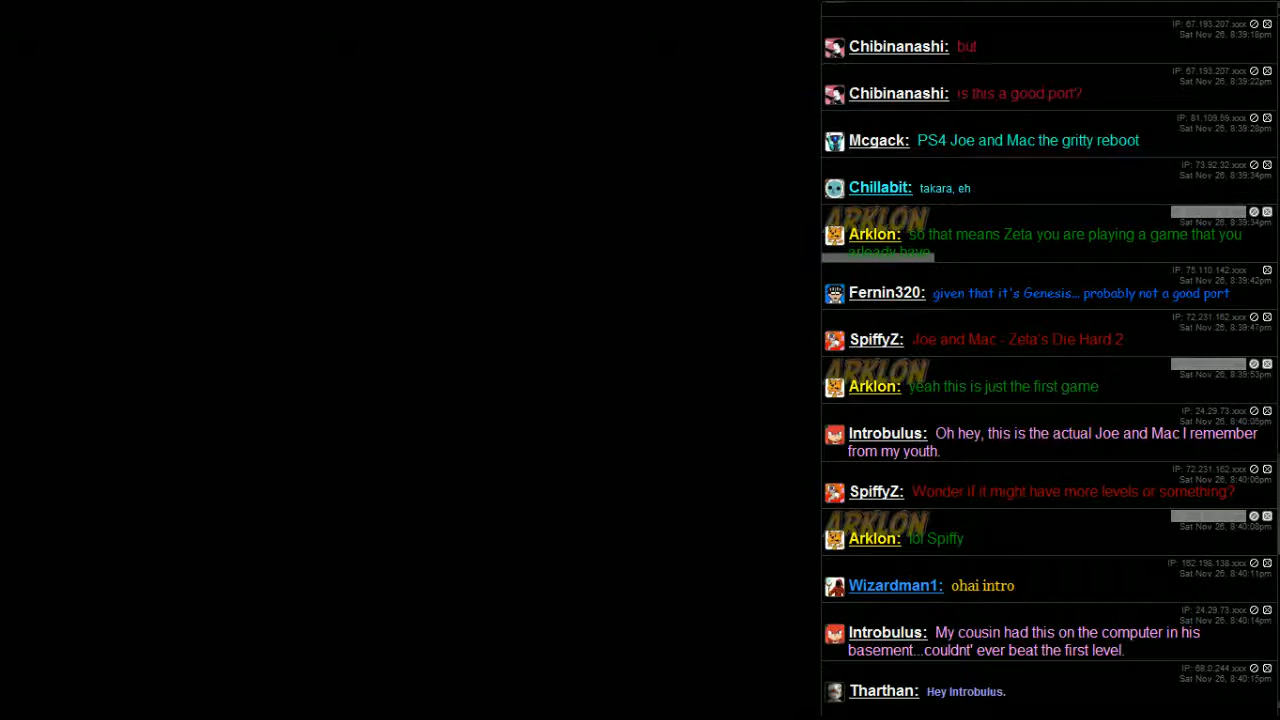 IP: 67.193.207.xxx
Sat Nov 26, 8:39:18pm
Chibinanashi: but
IP: 67.193.207.xxx
Sat Nov 26, 8:39:22pm
Chibinanashi: is this a good port?
IP: 81.109.59.xxx
Sat Nov 26, 8:39:28pm
Mcgack: PS4 Joe and Mac the gritty reboot
IP: 73.92.32.xxx
Sat Nov 26, 8:39:34pm
Chillabit: takara, eh
Sat Nov 26, 8:39:34pm
ARKLON
Arklon: so that means Zeta you are playing a game that you
arleady have
IP: 75.110.142.xxx
Sat Nov 26, 8:39:42pm
Fernin320: given that it's Genesis... probably not a good port
IP: 72.231.162.xxx
Sat Nov 26, 8:39:47pm
SpiffyZ: Joe and Mac - Zeta's Die Hard 2
Sat Nov 26, 8:39:53pm
ARKLON
Arklon: yeah this is just the first game
IP: 24.29.73.xxx
Sat Nov 26, 8:40:05pm
Introbulus: Oh hey, this is the actual Joe and Mac I remember
from my youth.
IP: 72.231.162.xxx
Sat Nov 26, 8:40:06pm
SpiffyZ: Wonder if it might have more levels or something?
Sat Nov 26, 8:40:08pm
ARKLON
Arklon: lol Spiffy
IP: 162.198.138.xxx
Sat Nov 26, 8:40:11pm
Wizardman1: ohai intro
IP: 24.29.73.xxx
Sat Nov 26, 8:40:14pm
Introbulus: My cousin had this on the computer in his
basement...couldnt' ever beat the first level.
IP: 68.0.244.xxx
Sat Nov 26, 8:40:15pm
Tharthan: Hey Introbulus.